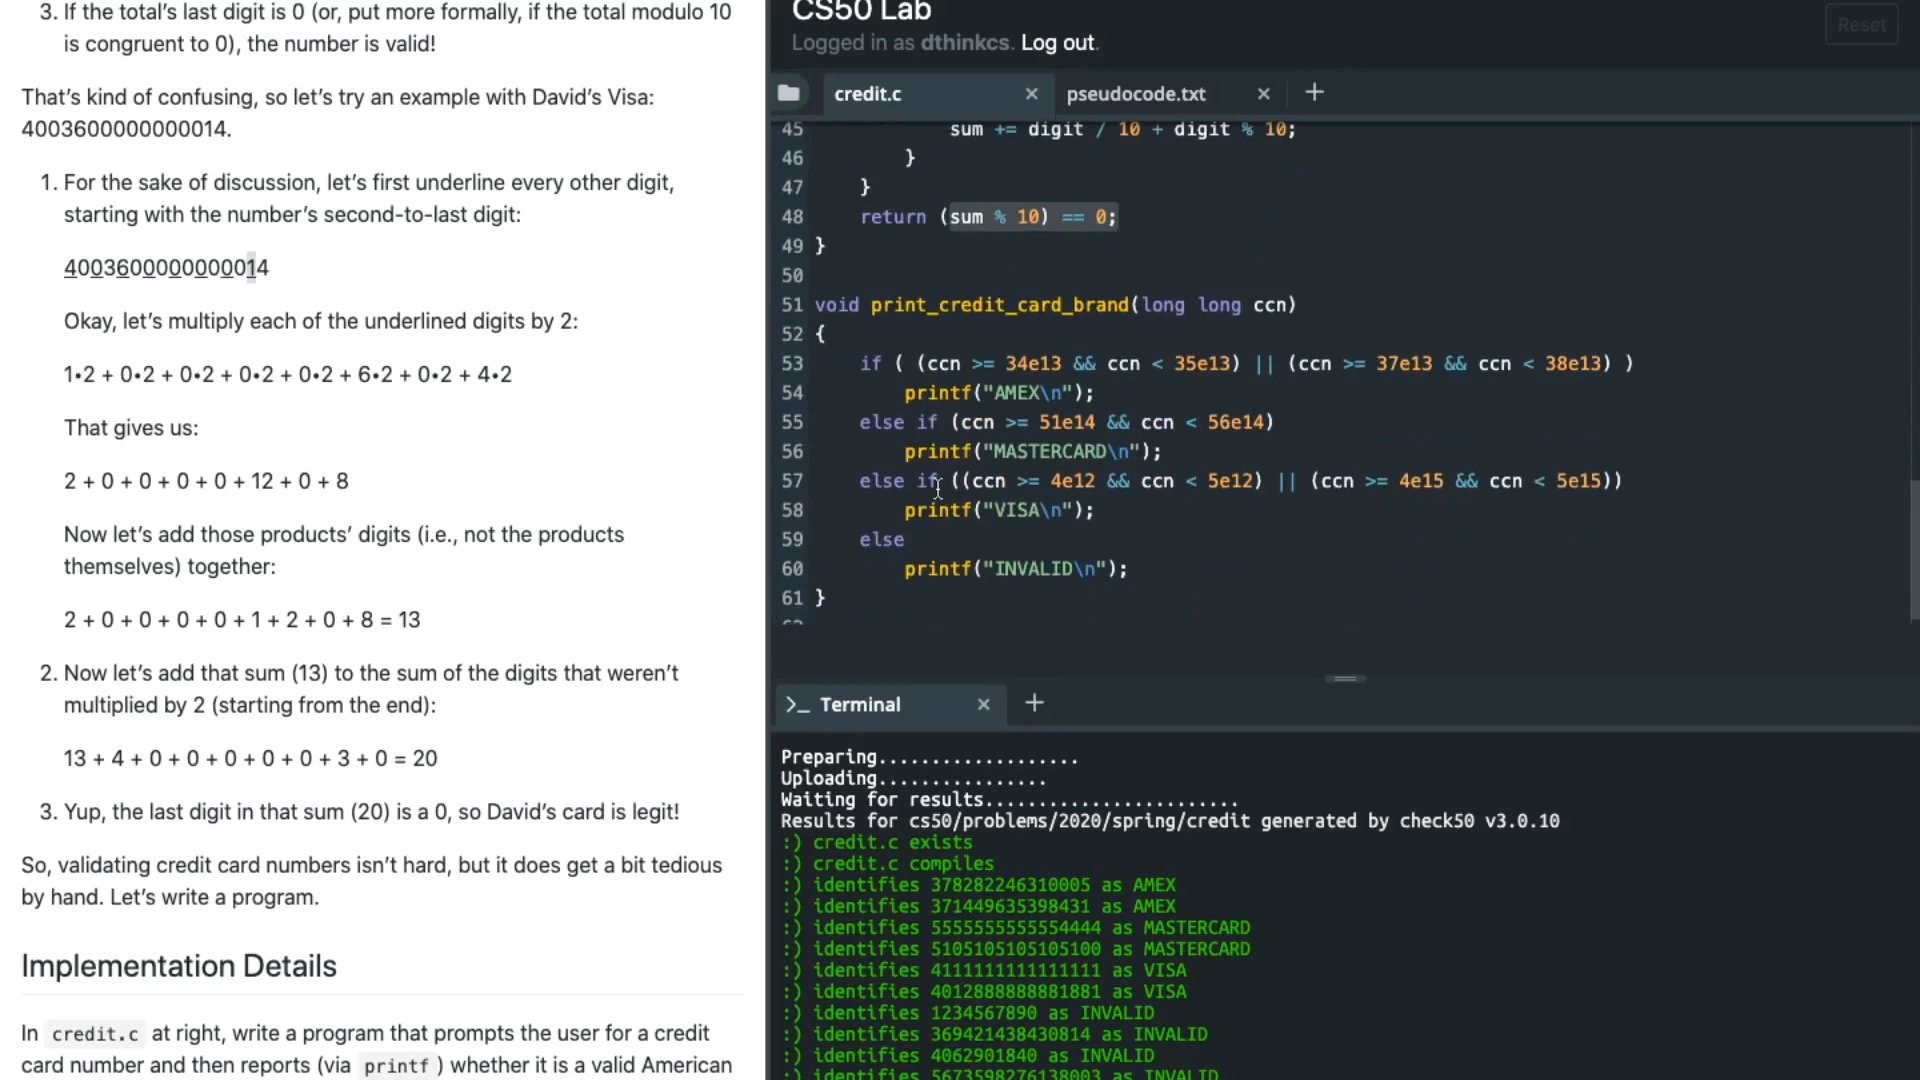 3. If the total's last digit is 0 (or, put more formally, if the total modulo 10
is congruent to 0), the number is valid!
That's kind of confusing, so let's try an example with David's Visa:
4003600000000014.
1. For the sake of discussion, let's first underline every other digit,
starting with the number's second-to-last digit:
4003600000000014
Okay, let's multiply each of the underlined digits by 2:
1•2 + 0•2 + 0•2 + 0•2 + 0•2 + 6•2 + 0•2 + 4•2
That gives us:
2 + 0 + 0 + 0 + 0 + 12 + 0 + 8
Now let's add those products' digits (i.e., not the products
themselves) together:
2 + 0 + 0 + 0 + 0 + 1 + 2 + 0 + 8 = 13
2. Now let's add that sum (13) to the sum of the digits that weren't
multiplied by 2 (starting from the end):
13 + 4 + 0 + 0 + 0 + 0 + 0 + 3 + 0 = 20
3. Yup, the last digit in that sum (20) is a 0, so David's card is legit!
So, validating credit card numbers isn't hard, but it does get a bit tedious
by hand. Let's write a program.
Implementation Details
In credit.c at right, write a program that prompts the user for a credit
card number and then reports (via printf ) whether it is a valid American
CS50 Lab
Logged in as dthinkcs. Log out.
Reset
credit.c × pseudocode.txt × +
45 sum += digit / 10 + digit % 10;
46 }
47 }
48 return (sum % 10) == 0;
49 }
50
51 void print_credit_card_brand(long long ccn)
52 {
53 if ( (ccn >= 34e13 && ccn < 35e13) || (ccn >= 37e13 && ccn < 38e13) )
54 printf("AMEX\n");
55 else if (ccn >= 51e14 && ccn < 56e14)
56 printf("MASTERCARD\n");
57 else if ((ccn >= 4e12 && ccn < 5e12) || (ccn >= 4e15 && ccn < 5e15))
58 printf("VISA\n");
59 else
60 printf("INVALID\n");
61 }
>_ Terminal × +
Preparing...................
Uploading................
Waiting for results........................
Results for cs50/problems/2020/spring/credit generated by check50 v3.0.10
:) credit.c exists
:) credit.c compiles
:) identifies 378282246310005 as AMEX
:) identifies 371449635398431 as AMEX
:) identifies 5555555555554444 as MASTERCARD
:) identifies 5105105105105100 as MASTERCARD
:) identifies 4111111111111111 as VISA
:) identifies 4012888888881881 as VISA
:) identifies 1234567890 as INVALID
:) identifies 369421438430814 as INVALID
:) identifies 4062901840 as INVALID
:) identifies 5673598276138003 as INVALID